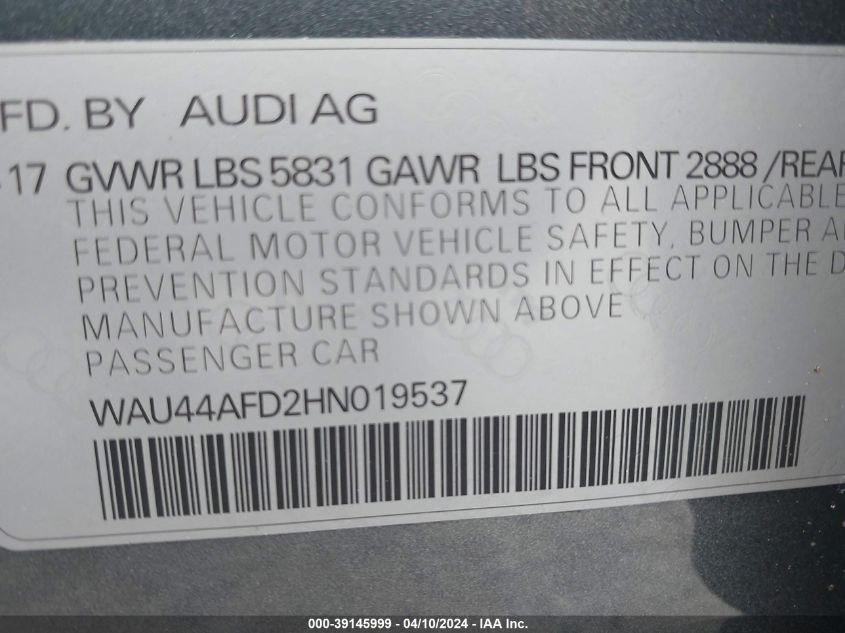 FD. BY AUDI AG
17 GVWR LBS 5831 GAWR LBS FRONT 2888 /REAR
THIS VEHICLE CONFORMS TO ALL APPLICABLE
FEDERAL MOTOR VEHICLE SAFETY, BUMPER A
PREVENTION STANDARDS IN EFFECT ON THE D
MANUFACTURE SHOWN ABOVE
PASSENGER CAR
WAU44AFD2HN019537
000-39145999 - 04/10/2024 - IAA Inc.